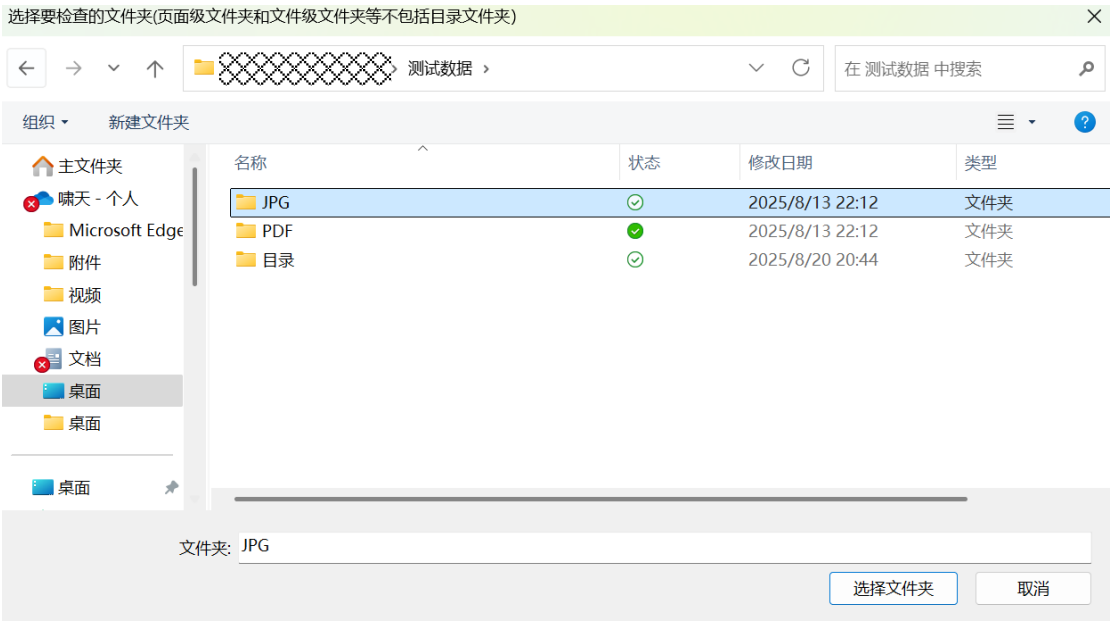 选择要检查的文件夹(页面级文件夹和文件级文件夹等不包括目录文件夹)
测试数据
在 测试数据 中搜索
组织 新建文件夹
名称 状态 修改日期 类型
主文件夹
啸天 - 个人
Microsoft Edge
附件
视频
图片
文档
桌面
桌面
桌面
JPG 2025/8/13 22:12 文件夹
PDF 2025/8/13 22:12 文件夹
目录 2025/8/20 20:44 文件夹
文件夹: JPG
选择文件夹 取消